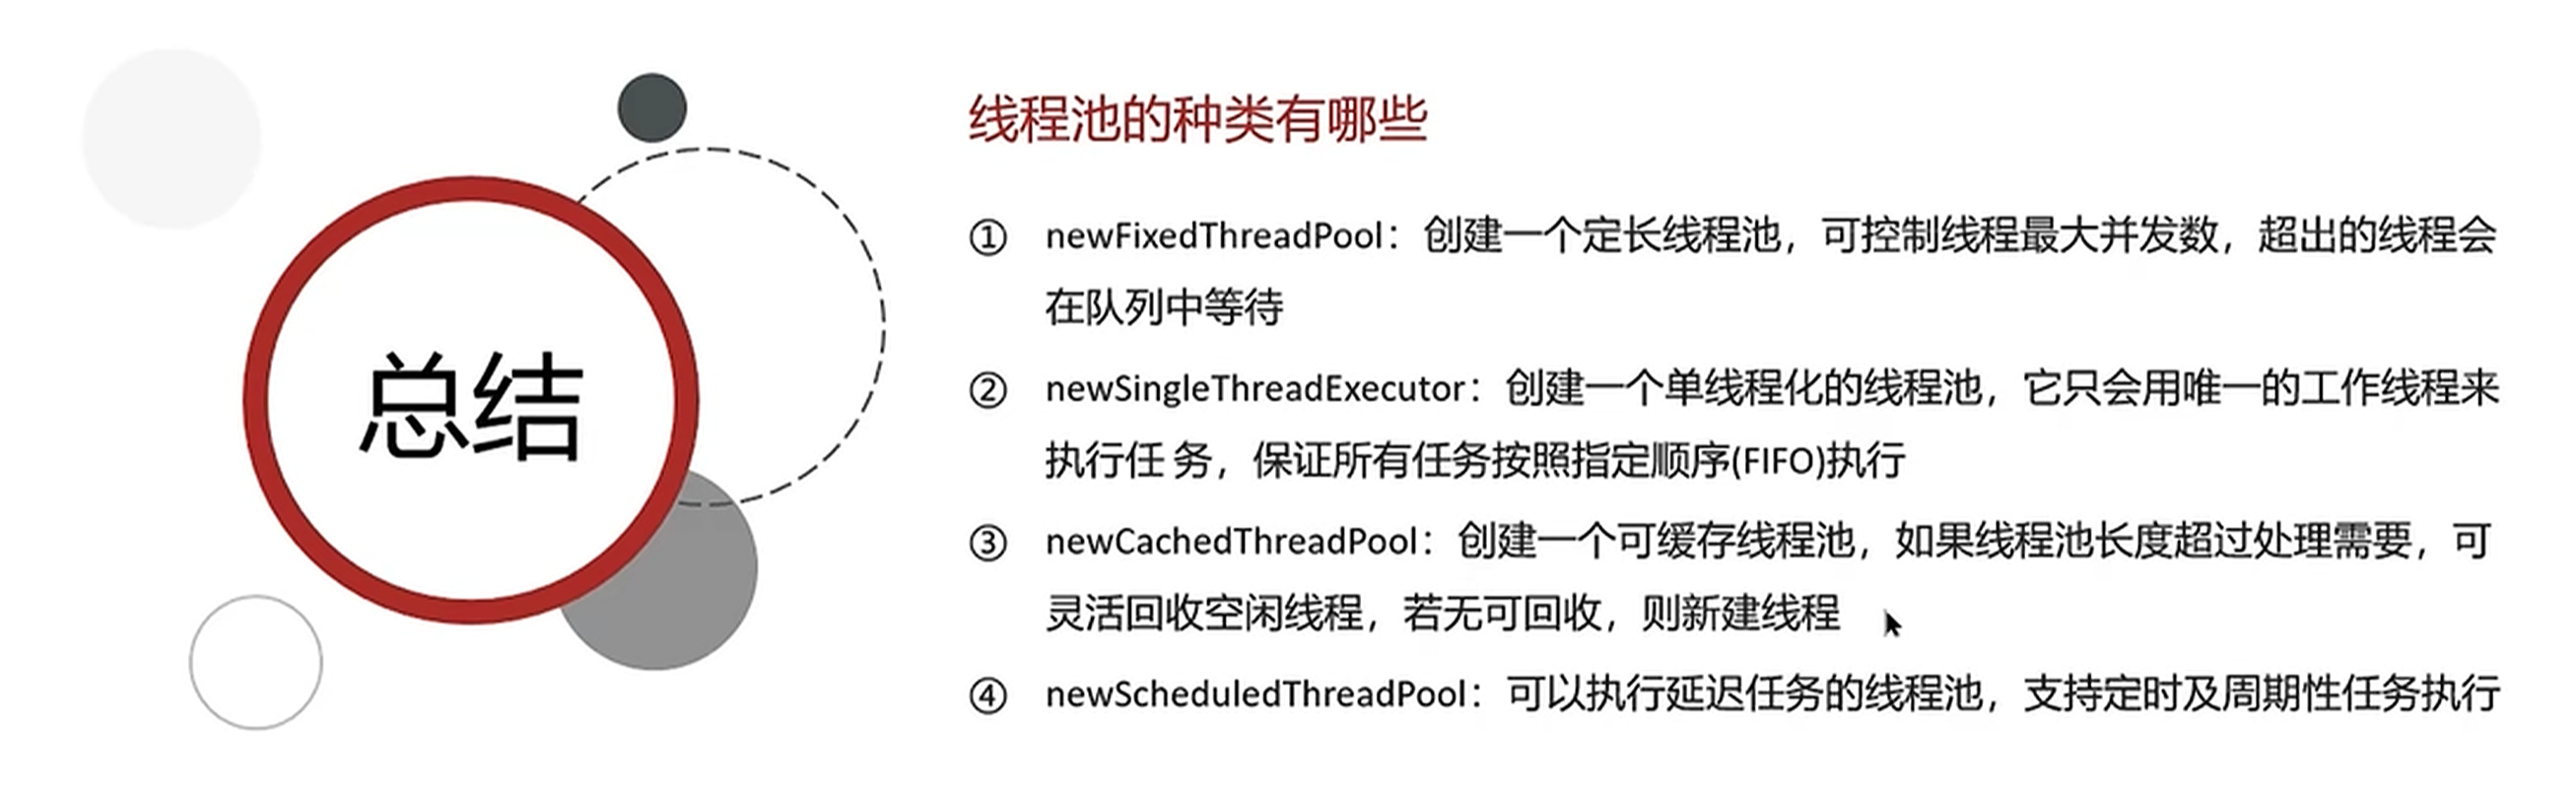 总结
线程池的种类有哪些
① newFixedThreadPool：创建一个定长线程池，可控制线程最大并发数，超出的线程会
在队列中等待
② newSingleThreadExecutor：创建一个单线程化的线程池，它只会用唯一的工作线程来
执行任 务，保证所有任务按照指定顺序(FIFO)执行
③ newCachedThreadPool：创建一个可缓存线程池，如果线程池长度超过处理需要，可
灵活回收空闲线程，若无可回收，则新建线程
④ newScheduledThreadPool：可以执行延迟任务的线程池，支持定时及周期性任务执行